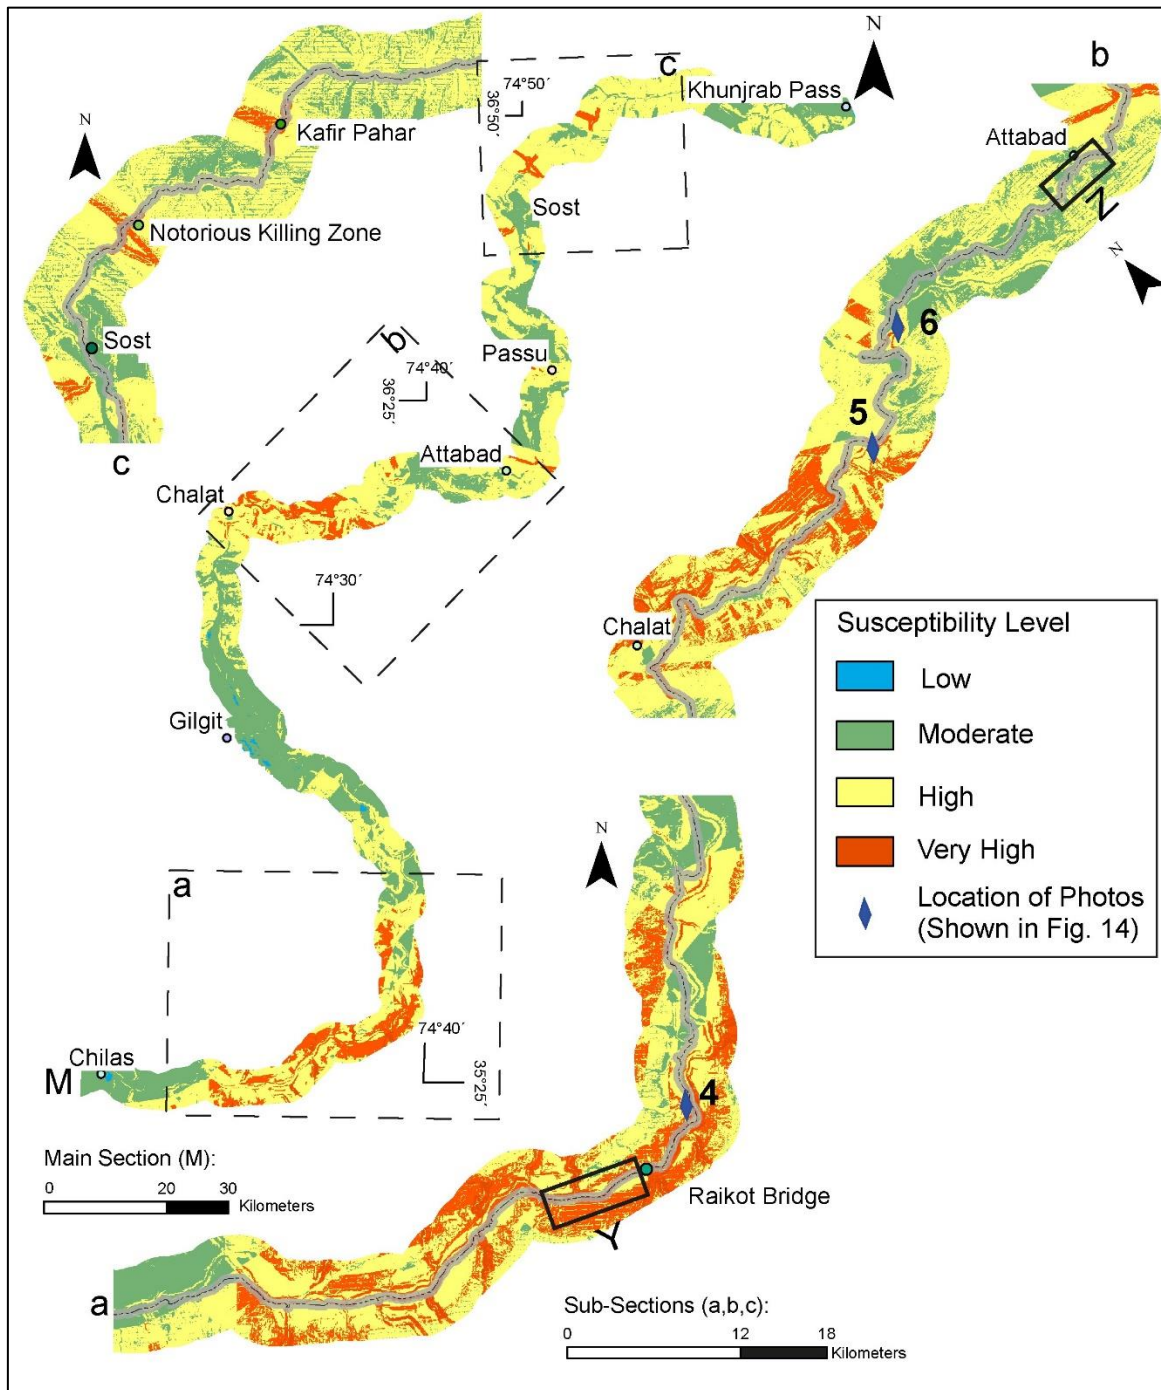 N
c
74°50´
36°50´
Khunjrab Pass
b
Kafir Pahar
N
Attabad
Notorious Killing Zone
Sost
Z
N
Sost
6
Passu
b
74°40´
36°25´
c
5
Attabad
Chalat
74°30´
Chalat
Susceptibility Level
Low
Moderate
High
Very High
Location of Photos
(Shown in Fig. 14)
Gilgit
N
a
74°40´
35°25´
Chilas
M
4
Main Section (M):
0 20 30
Kilometers
Raikot Bridge
Y
a
Sub-Sections (a,b,c):
0 12 18
Kilometers